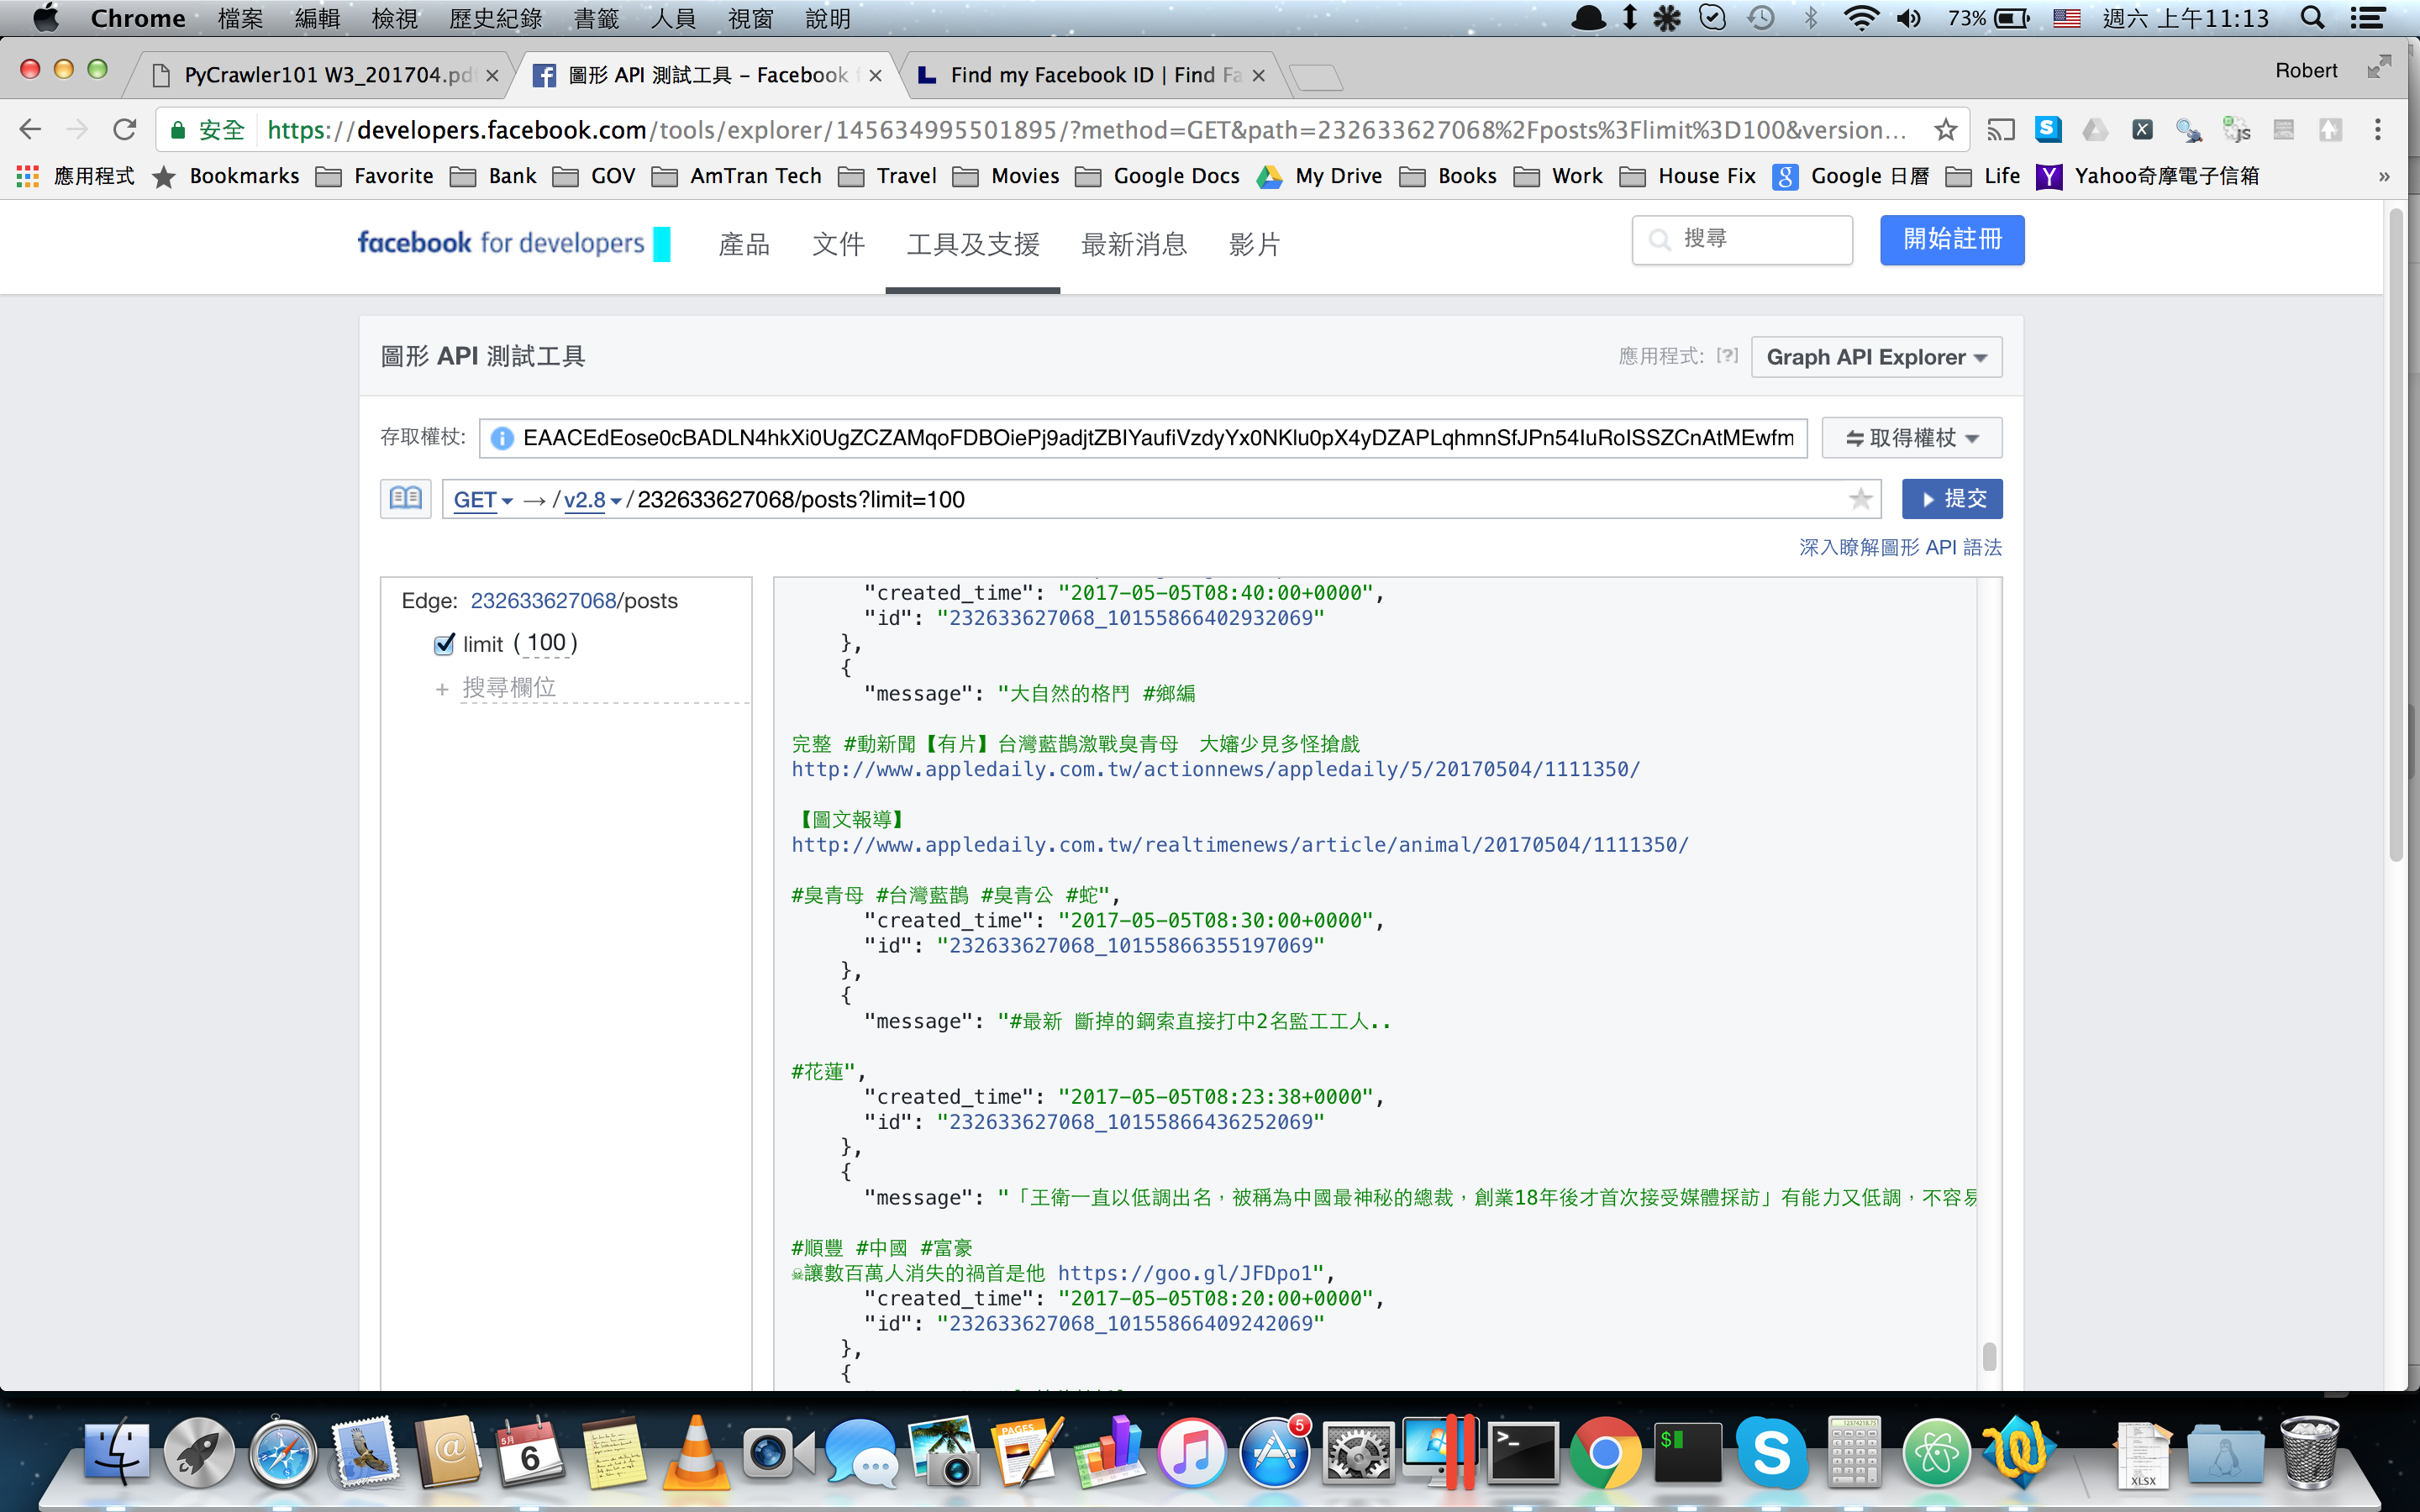 Chrome 檔案 編輯 檢視 歷史紀錄 書籤 人員 視窗 說明 73% 週六 上午11:13
PyCrawler101 W3_201704.pd 圖形 API 測試工具 – Facebook f Find my Facebook ID | Find Fa Robert
安全 https://developers.facebook.com/tools/explorer/145634995501895/?method=GET&path=232633627068%2Fposts%3Flimit%3D100&version...
應用程式 Bookmarks Favorite Bank GOV AmTran Tech Travel Movies Google Docs My Drive Books Work House Fix Google 日曆 Life Yahoo奇摩電子信箱 »
facebook for developers 產品 文件 工具及支援 最新消息 影片 搜尋 開始註冊
圖形 API 測試工具 應用程式: [?] Graph API Explorer
存取權杖: EAACEdEose0cBADLN4hkXi0UgZCZAMqoFDBOiePj9adjtZBIYaufiVzdyYx0NKlu0pX4yDZAPLqhmnSfJPn54IuRoISSZCnAtMEwfm 取得權杖
GET → / v2.8 / 232633627068/posts?limit=100 提交
深入瞭解圖形 API 語法
Edge: 232633627068/posts
limit ( 100 )
+ 搜尋欄位
"created_time": "2017-05-05T08:40:00+0000",
"id": "232633627068_10155866402932069"
},
{
"message": "大自然的格鬥 #鄉編
完整 #動新聞【有片】台灣藍鵲激戰臭青母 大嬸少見多怪搶戲
http://www.appledaily.com.tw/actionnews/appledaily/5/20170504/1111350/
【圖文報導】
http://www.appledaily.com.tw/realtimenews/article/animal/20170504/1111350/
#臭青母 #台灣藍鵲 #臭青公 #蛇",
"created_time": "2017-05-05T08:30:00+0000",
"id": "232633627068_10155866355197069"
},
{
"message": "#最新 斷掉的鋼索直接打中2名監工工人..
#花蓮",
"created_time": "2017-05-05T08:23:38+0000",
"id": "232633627068_10155866436252069"
},
{
"message": "「王衛一直以低調出名，被稱為中國最神秘的總裁，創業18年後才首次接受媒體採訪」有能力又低調，不容易
#順豐 #中國 #富豪
☠讓數百萬人消失的禍首是他 https://goo.gl/JFDpo1",
"created_time": "2017-05-05T08:20:00+0000",
"id": "232633627068_10155866409242069"
},
{
5月
6
PAGES
5
XLSX